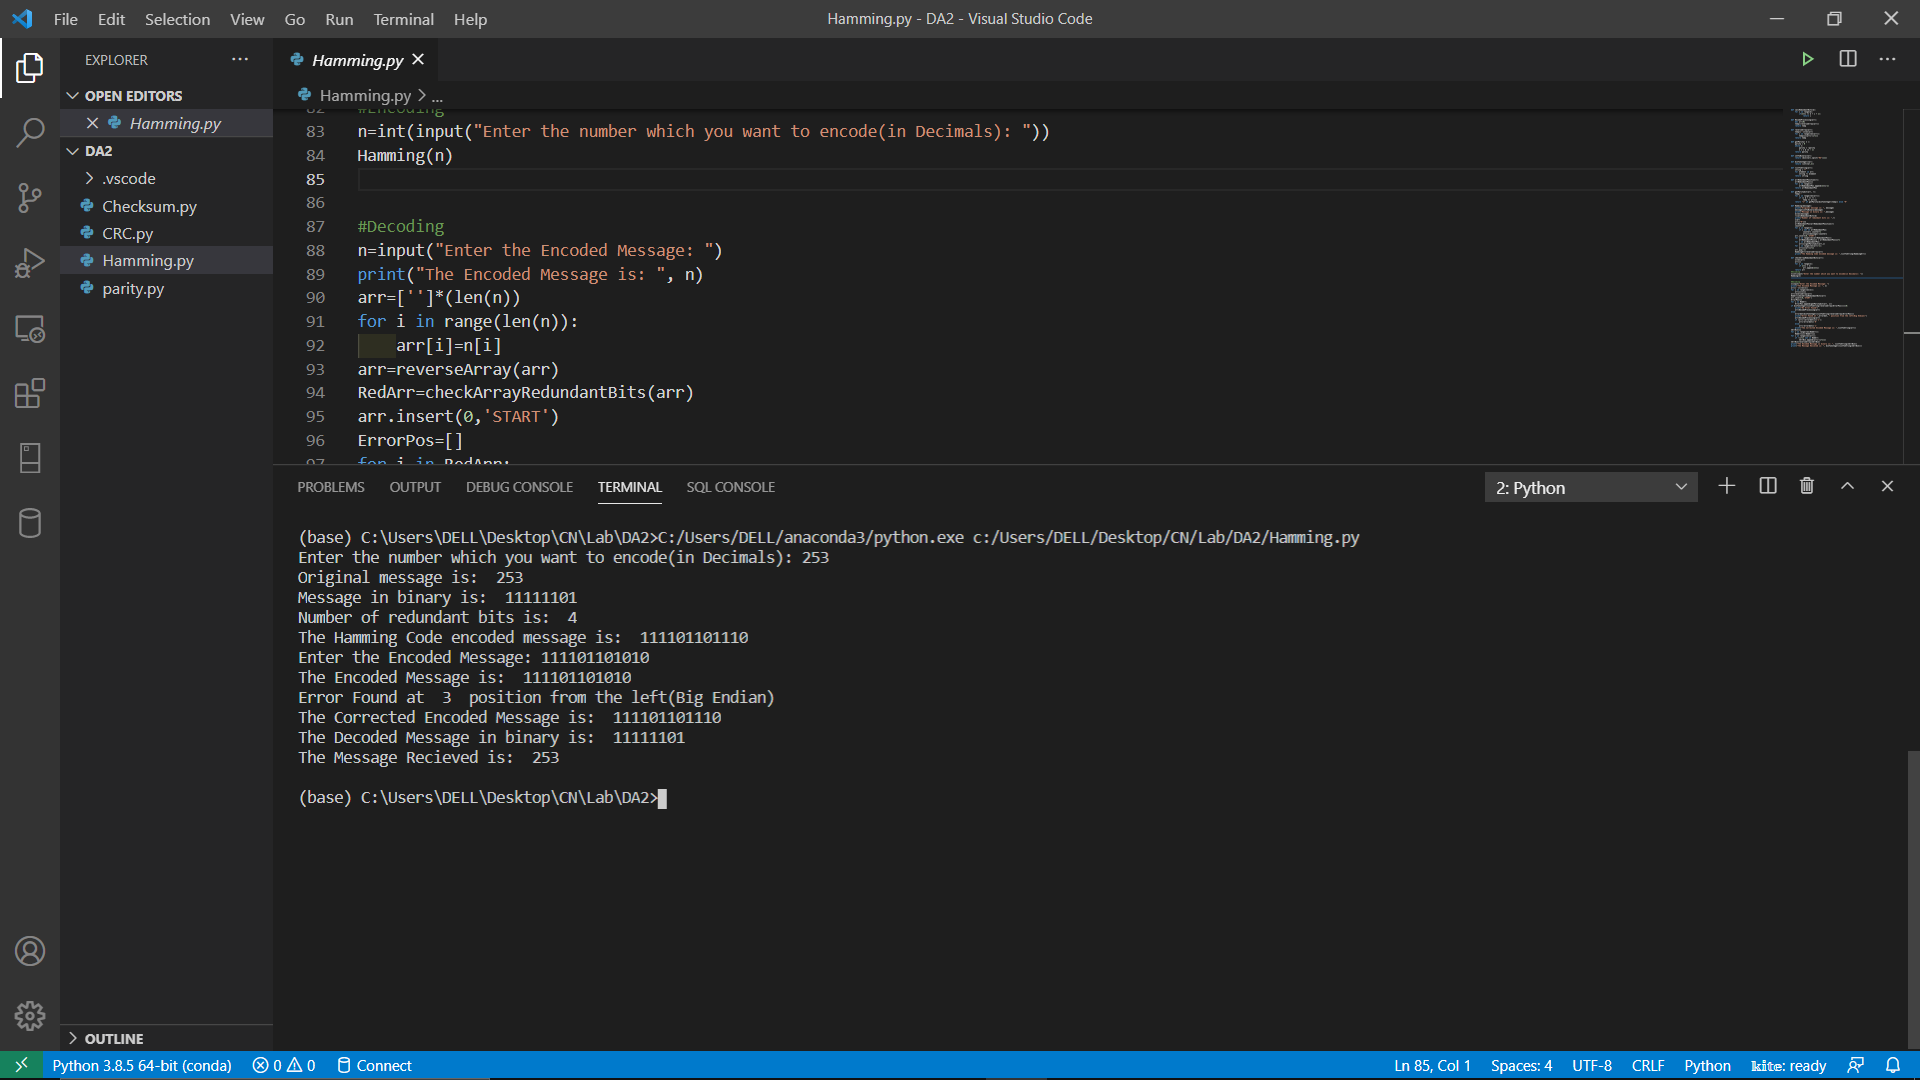 File Edit Selection View Go Run Terminal Help
Hamming.py - DA2 - Visual Studio Code
EXPLORER
OPEN EDITORS
Hamming.py
DA2
.vscode
Checksum.py
CRC.py
Hamming.py
parity.py
OUTLINE
Hamming.py
Hamming.py > ...
82 #Encoding
83 n=int(input("Enter the number which you want to encode(in Decimals): "))
84 Hamming(n)
85
86
87 #Decoding
88 n=input("Enter the Encoded Message: ")
89 print("The Encoded Message is: ", n)
90 arr=['']*(len(n))
91 for i in range(len(n)):
92 arr[i]=n[i]
93 arr=reverseArray(arr)
94 RedArr=checkArrayRedundantBits(arr)
95 arr.insert(0,'START')
96 ErrorPos=[]
97 for i in RedArr:
PROBLEMS OUTPUT DEBUG CONSOLE TERMINAL SQL CONSOLE
2: Python
(base) C:\Users\DELL\Desktop\CN\Lab\DA2>C:/Users/DELL/anaconda3/python.exe c:/Users/DELL/Desktop/CN/Lab/DA2/Hamming.py
Enter the number which you want to encode(in Decimals): 253
Original message is:  253
Message in binary is:  11111101
Number of redundant bits is:  4
The Hamming Code encoded message is:  111101101110
Enter the Encoded Message: 111101101010
The Encoded Message is:  111101101010
Error Found at  3  position from the left(Big Endian)
The Corrected Encoded Message is:  111101101110
The Decoded Message in binary is:  11111101
The Message Recieved is:  253
(base) C:\Users\DELL\Desktop\CN\Lab\DA2>
Python 3.8.5 64-bit (conda) 0 0 Connect
Ln 85, Col 1 Spaces: 4 UTF-8 CRLF Python kite: ready